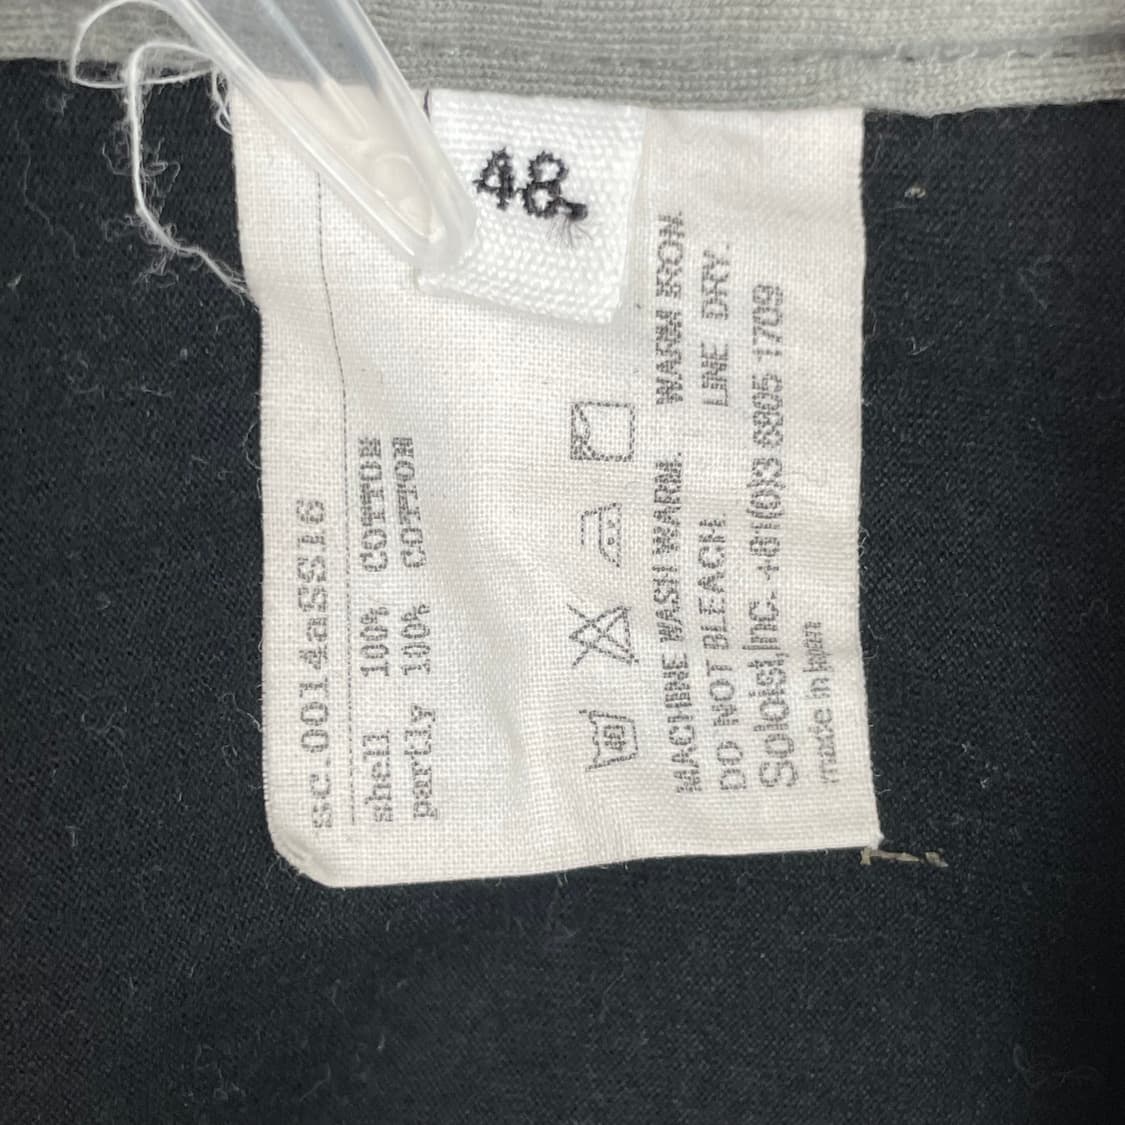 48.
sc.0014aSS16
shell 100% COTTON
partly 100% COTTON
40
MACHINE WASH WARM. WARM IRON.
DO NOT BLEACH. LINE DRY.
Soloist,Inc. +81(0)3 6805 1709
made in japan